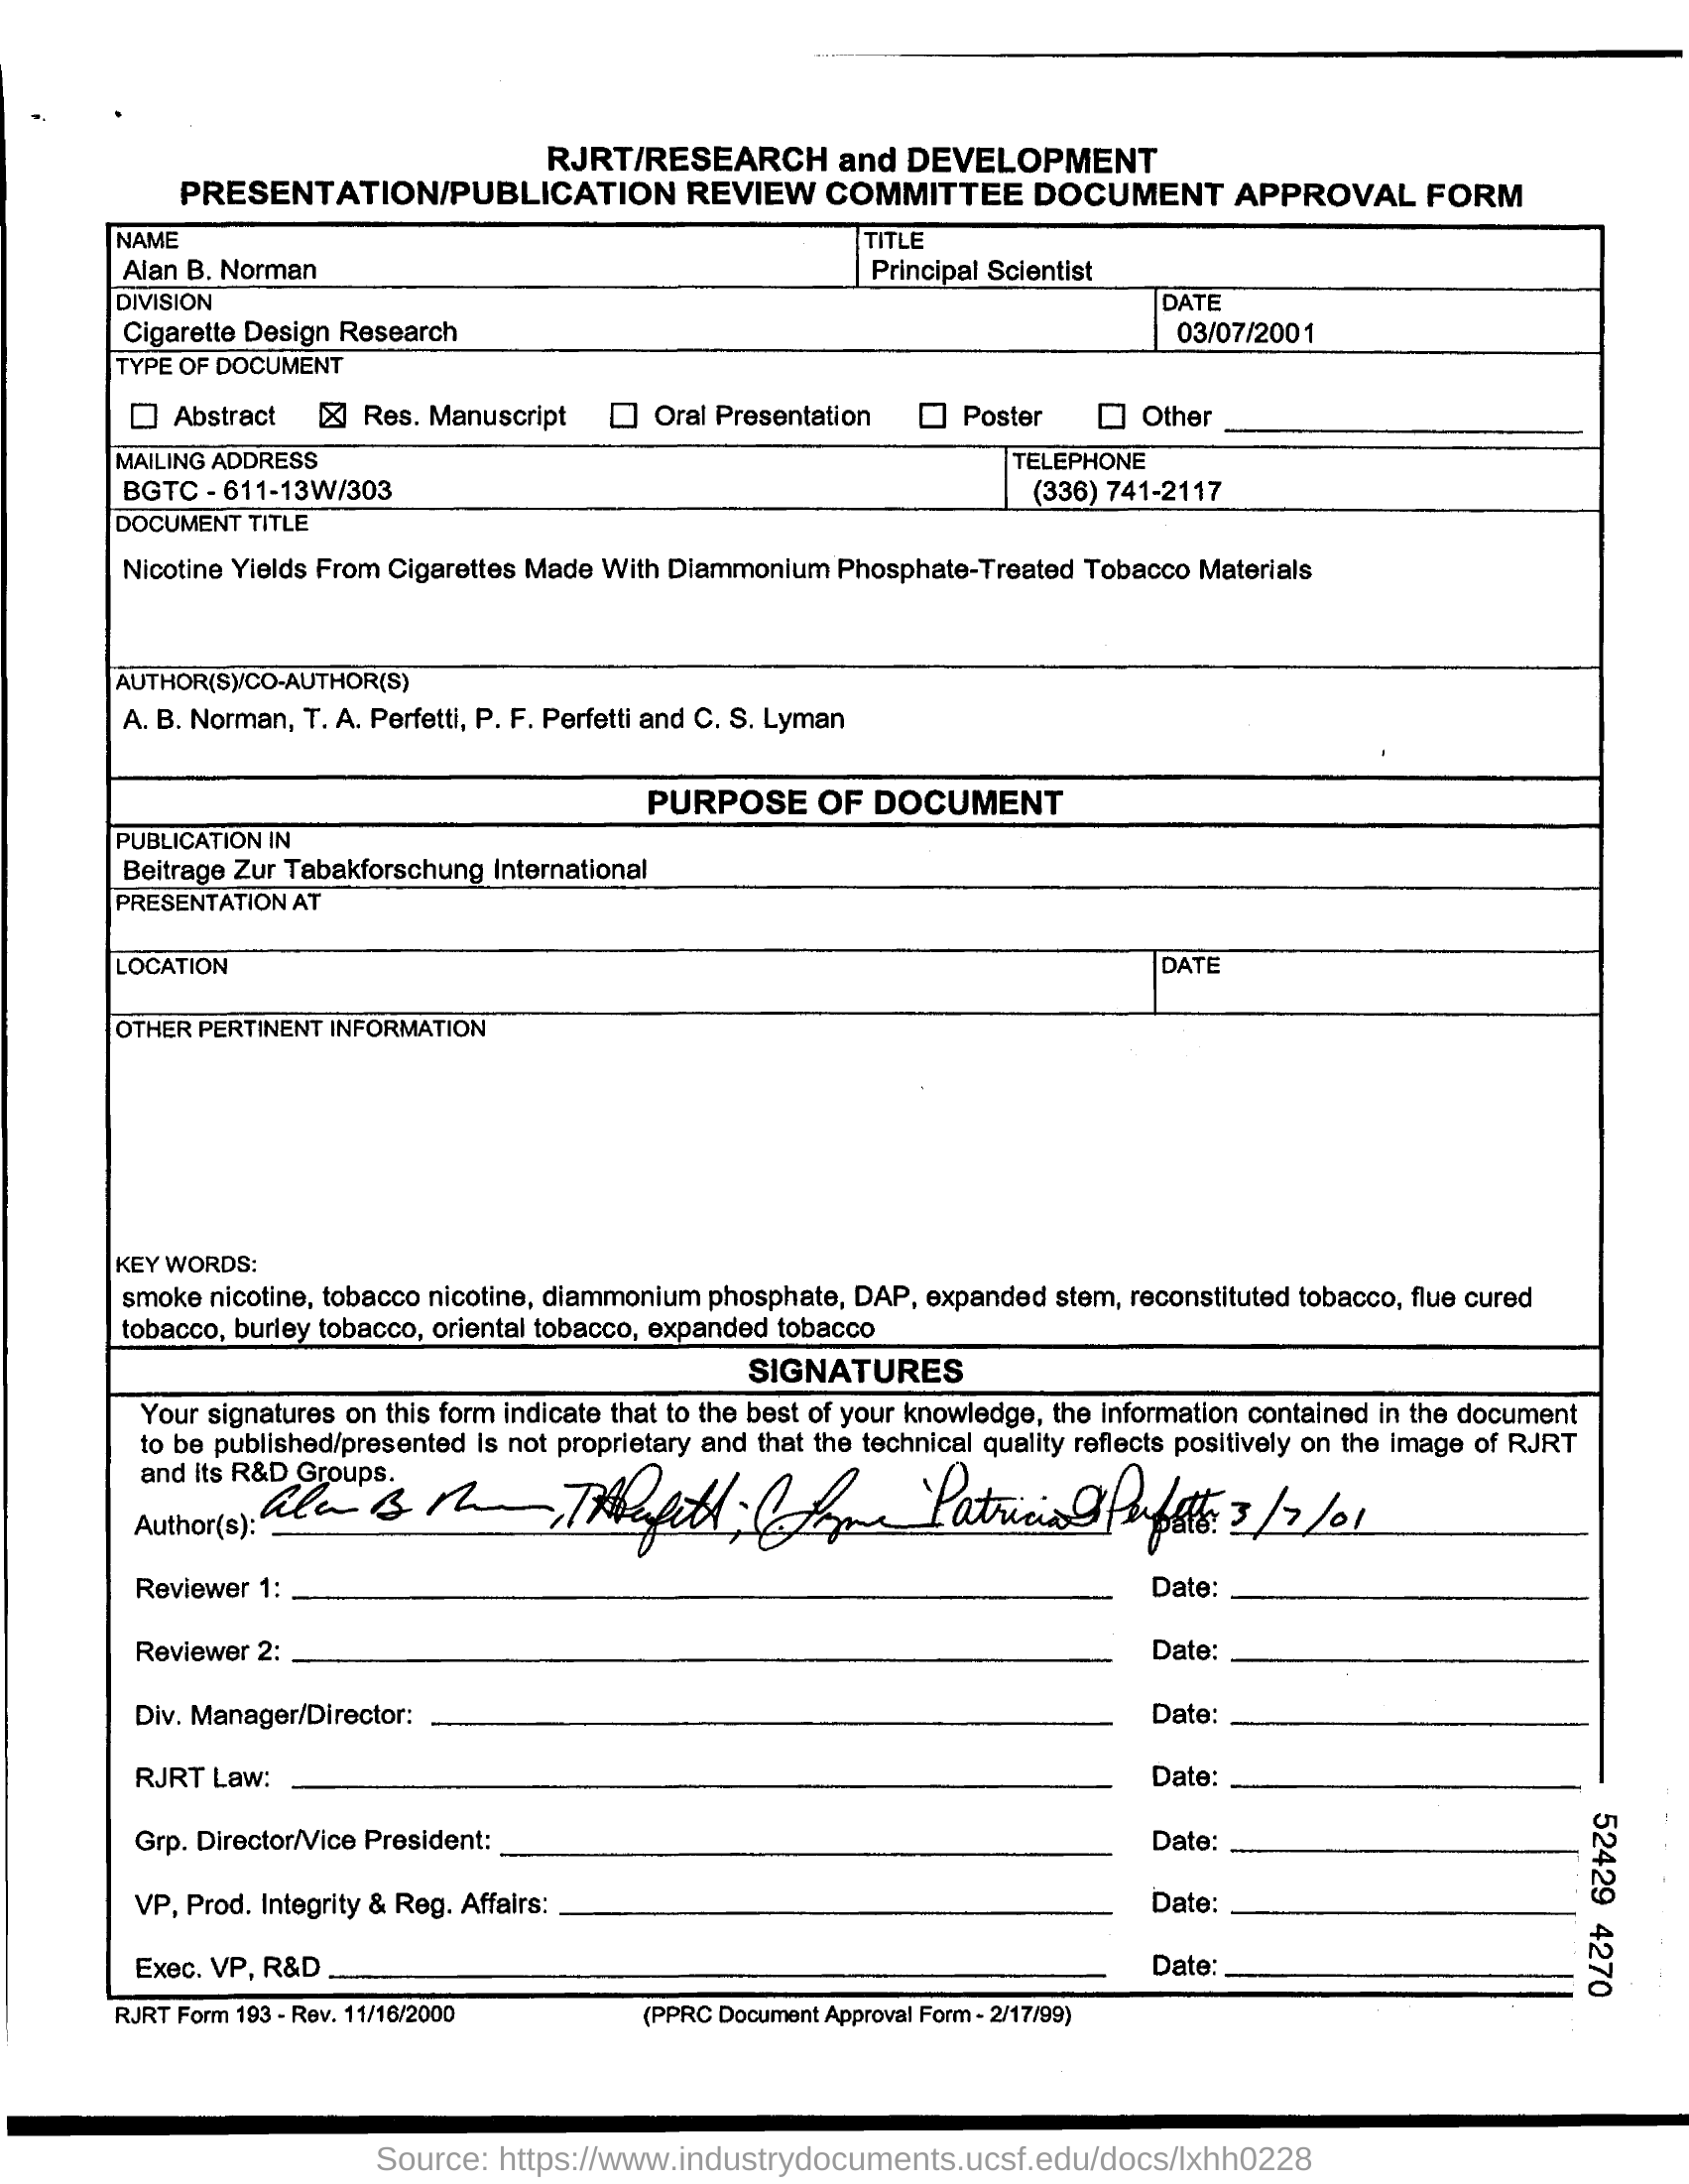 RJRT/RESEARCH and DEVELOPMENT
PRESENTATION/PUBLICATION REVIEW COMMITTEE DOCUMENT APPROVAL FORM
NAME
Alan B. Norman
TITLE
Principal Scientist
DIVISION
Cigarette Design Research
DATE
03/07/2001
TYPE OF DOCUMENT
☐ Abstract ☒ Res. Manuscript ☐ Oral Presentation ☐ Poster ☐ Other
MAILING ADDRESS
BGTC - 611-13W/303
TELEPHONE
(336) 741-2117
DOCUMENT TITLE
Nicotine Yields From Cigarettes Made With Diammonium Phosphate-Treated Tobacco Materials
AUTHOR(S)/CO-AUTHOR(S)
A. B. Norman, T. A. Perfetti, P. F. Perfetti and C. S. Lyman
PURPOSE OF DOCUMENT
PUBLICATION IN
Beitrage Zur Tabakforschung International
PRESENTATION AT
LOCATION
DATE
OTHER PERTINENT INFORMATION
KEY WORDS:
smoke nicotine, tobacco nicotine, diammonium phosphate, DAP, expanded stem, reconstituted tobacco, flue cured
tobacco, burley tobacco, oriental tobacco, expanded tobacco
SIGNATURES
Your signatures on this form indicate that to the best of your knowledge, the information contained in the document
to be published/presented is not proprietary and that the technical quality reflects positively on the image of RJRT
and its R&D Groups.
Author(s): Alan B Patricia Perfetti Date: 3/7/01
Reviewer 1: Date:
Reviewer 2: Date:
Div. Manager/Director: Date:
RJRT Law: Date:
Grp. Director/Vice President: Date:
VP, Prod. Integrity & Reg. Affairs: Date:
Exec. VP, R&D Date:
RJRT Form 193 - Rev. 11/16/2000 (PPRC Document Approval Form - 2/17/99)
52429 4270
Source: https://www.industrydocuments.ucsf.edu/docs/lxhh0228